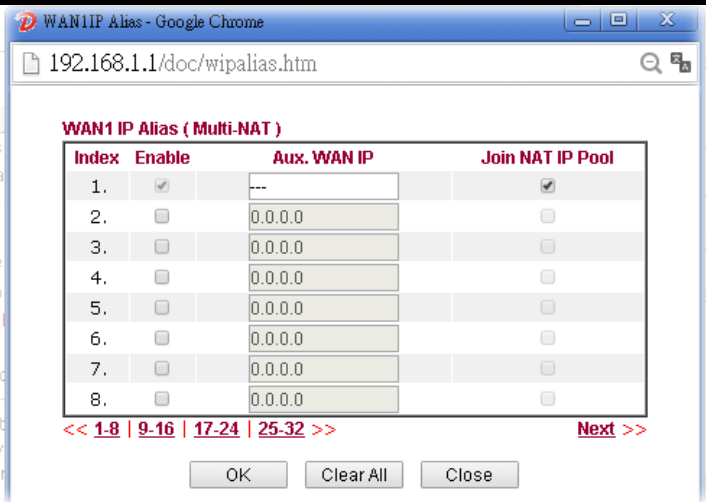 WAN1IP Alias - Google Chrome
192.168.1.1/doc/wipalias.htm
WAN1 IP Alias ( Multi-NAT )
Index Enable Aux. WAN IP Join NAT IP Pool
1. ---
2. 0.0.0.0
3. 0.0.0.0
4. 0.0.0.0
5. 0.0.0.0
6. 0.0.0.0
7. 0.0.0.0
8. 0.0.0.0
<< 1-8 | 9-16 | 17-24 | 25-32 >> Next >>
OK Clear All Close